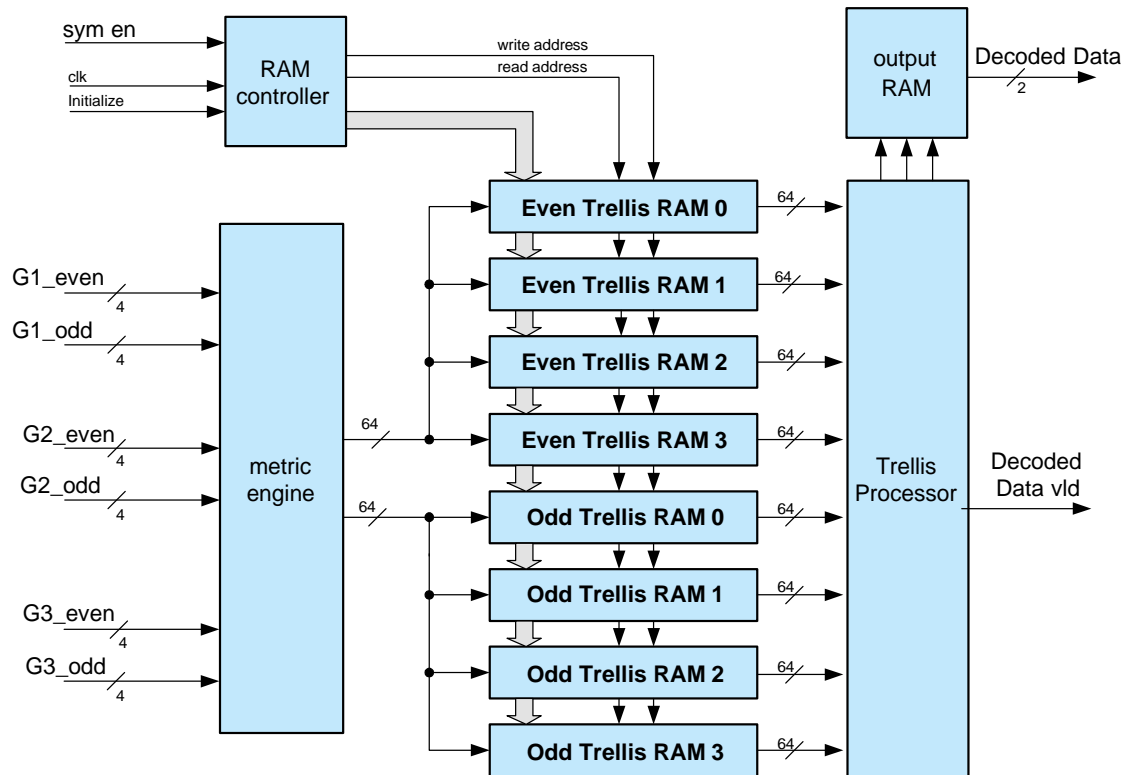 sym en
clk
Initialize
RAM
controller
write address
read address
output
RAM
Decoded Data
2
G1_even
4
G1_odd
4
G2_even
4
G2_odd
4
G3_even
4
G3_odd
4
metric
engine
64
64
Even Trellis RAM 0
64
Even Trellis RAM 1
64
Even Trellis RAM 2
64
Even Trellis RAM 3
64
Odd Trellis RAM 0
64
Odd Trellis RAM 1
64
Odd Trellis RAM 2
64
Odd Trellis RAM 3
64
Trellis
Processor
Decoded
Data vld